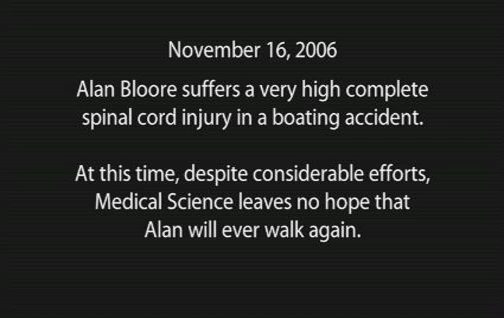 November 16, 2006
Alan Bloore suffers a very high complete
spinal cord injury in a boating accident.
At this time, despite considerable efforts,
Medical Science leaves no hope that
Alan will ever walk again.